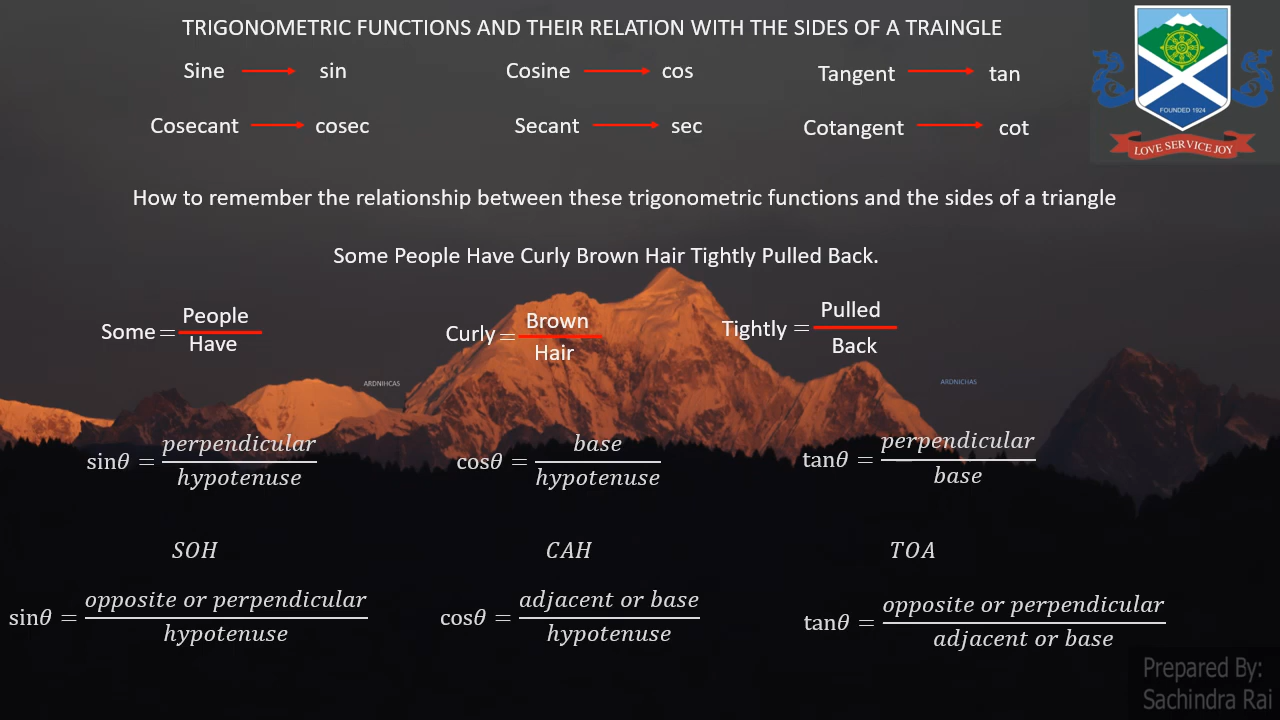 TRIGONOMETRIC FUNCTIONS AND THEIR RELATION WITH THE SIDES OF A TRAINGLE
Sine → sin
Cosine → cos
Tangent → tan
Cosecant → cosec
Secant → sec
Cotangent → cot
FOUNDED 1924
LOVE SERVICE JOY
How to remember the relationship between these trigonometric functions and the sides of a triangle
Some People Have Curly Brown Hair Tightly Pulled Back.
Some = People / Have
Curly = Brown / Hair
Tightly = Pulled / Back
ARDNIHCAS
ARDNICHAS
sinθ = perpendicular / hypotenuse
cosθ = base / hypotenuse
tanθ = perpendicular / base
SOH
CAH
TOA
sinθ = opposite or perpendicular / hypotenuse
cosθ = adjacent or base / hypotenuse
tanθ = opposite or perpendicular / adjacent or base
Prepared By:
Sachindra Rai